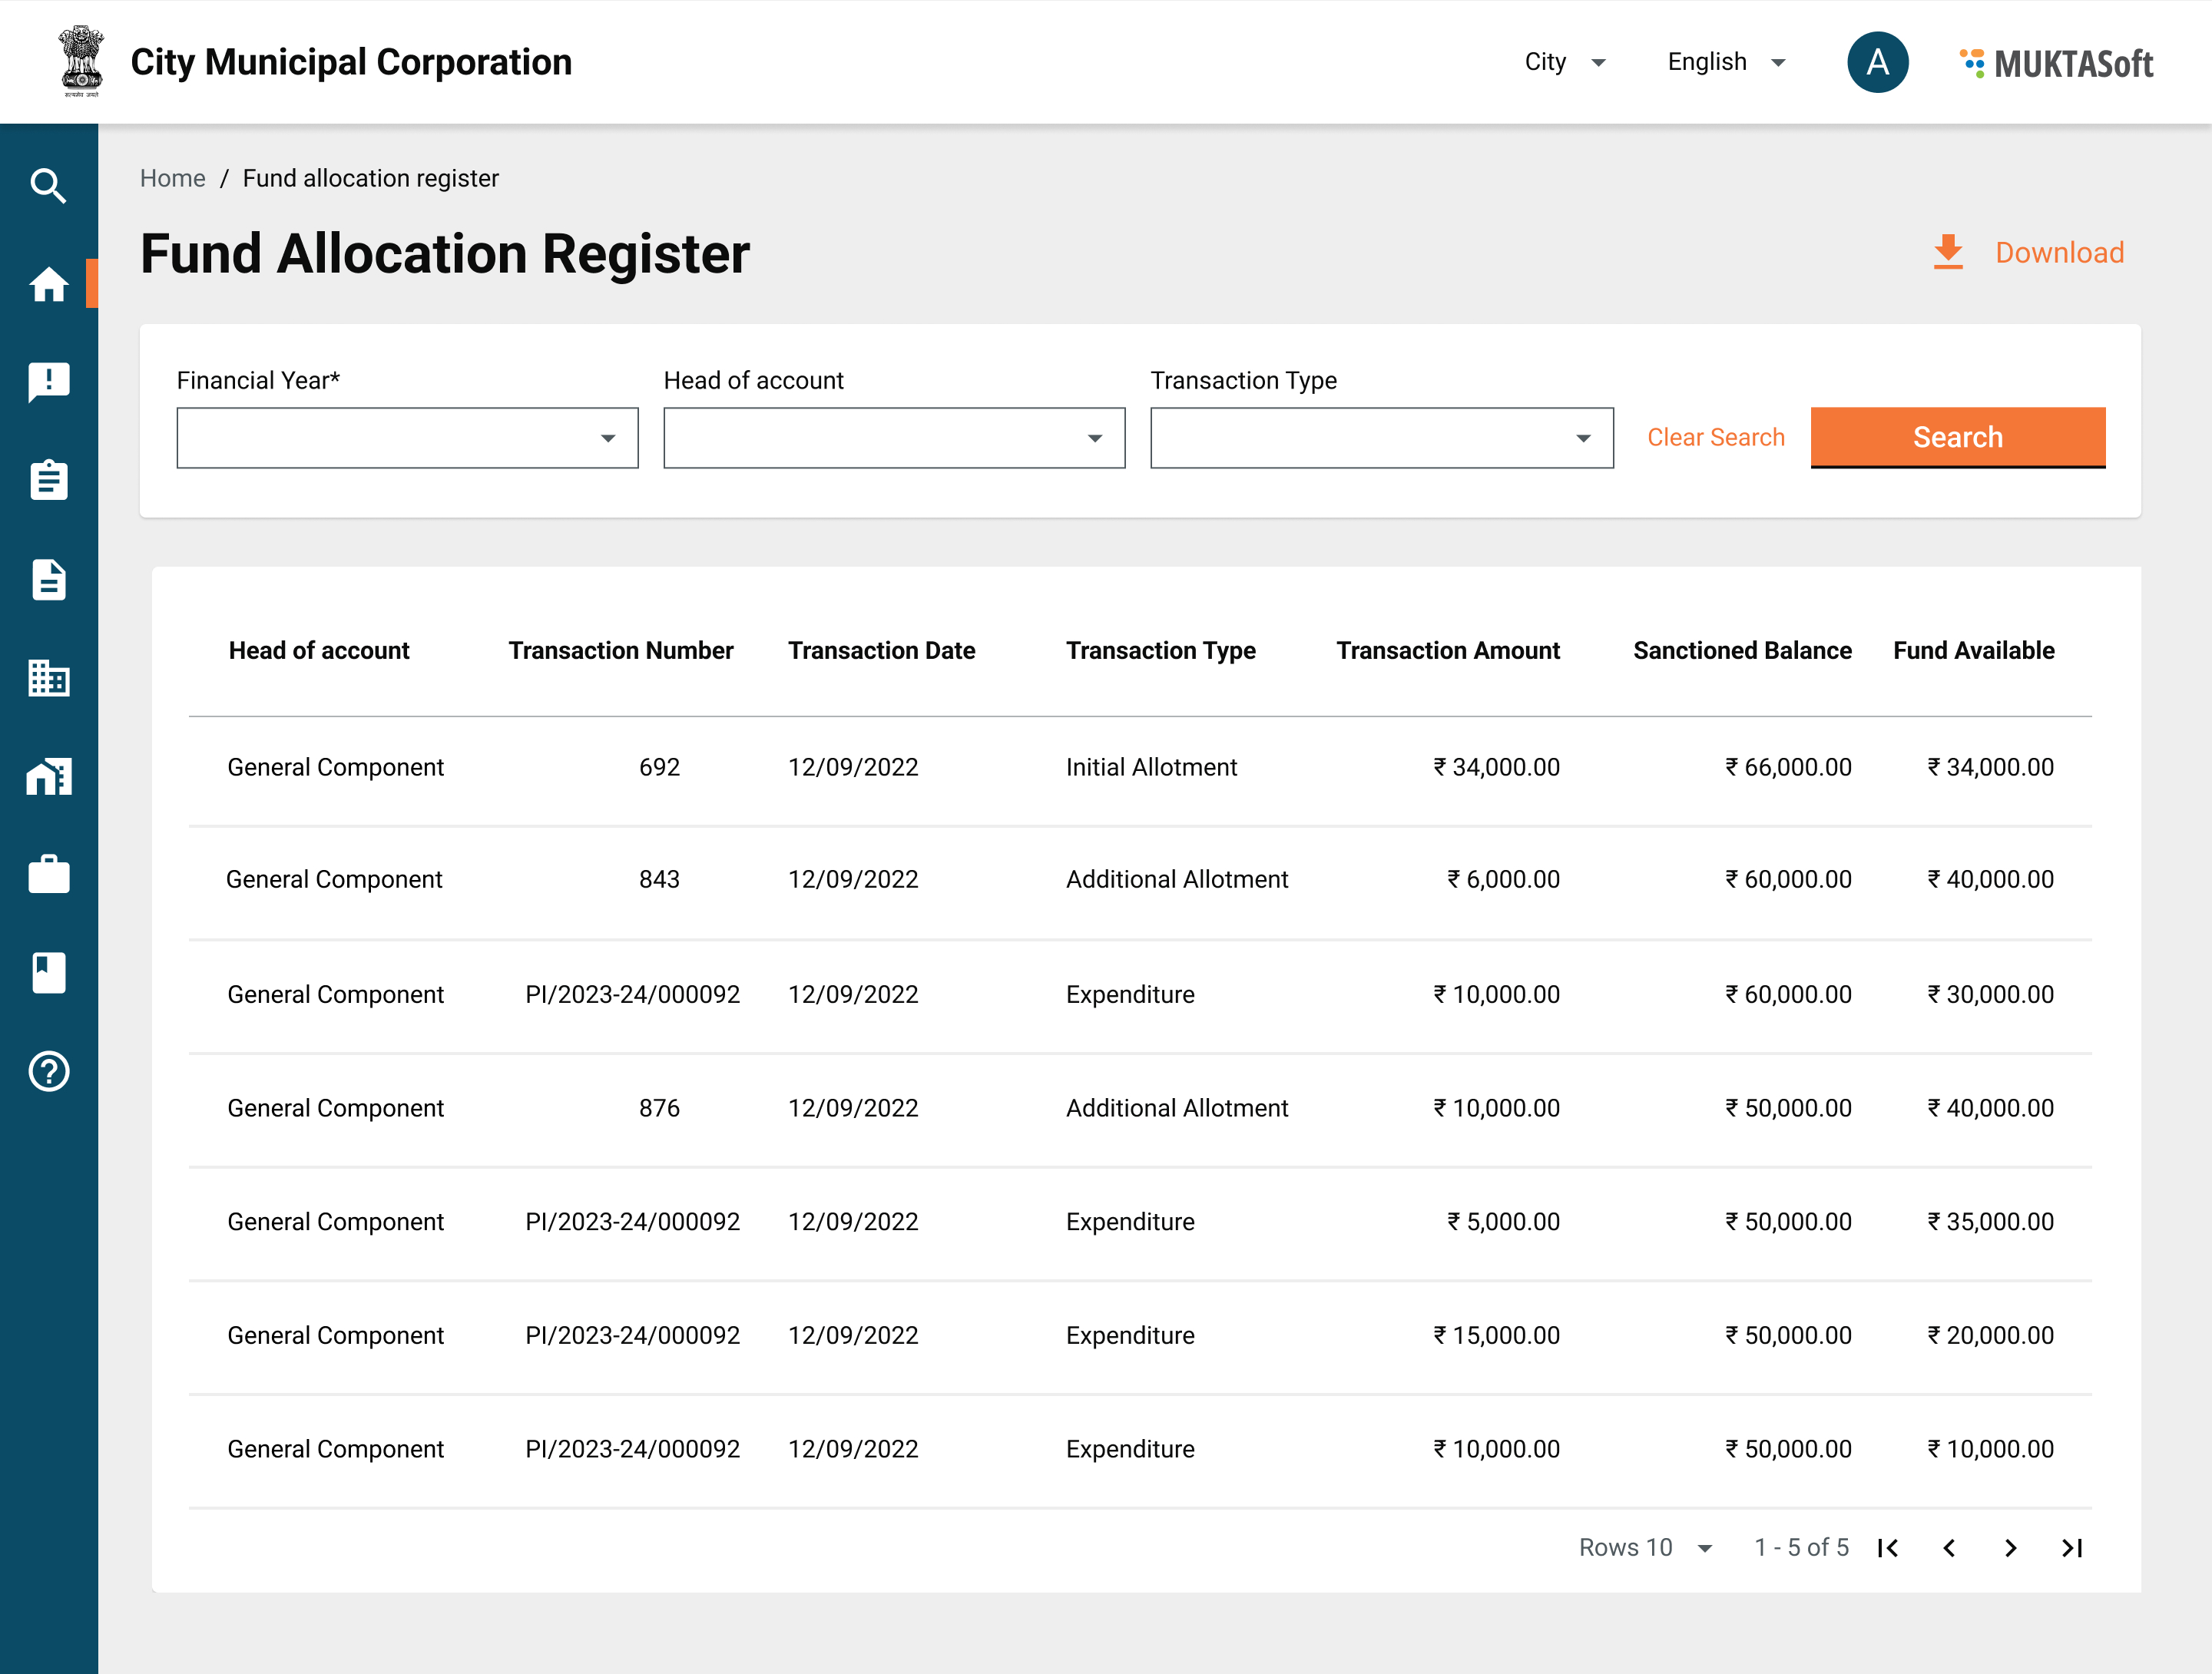 City Municipal Corporation
City
English
A
MUKTASoft
सत्यमेव जयते
Home / Fund allocation register
Fund Allocation Register
Download
Financial Year*
Head of account
Transaction Type
Clear Search
Search
Head of account Transaction Number Transaction Date Transaction Type Transaction Amount Sanctioned Balance Fund Available
General Component 692 12/09/2022 Initial Allotment ₹ 34,000.00 ₹ 66,000.00 ₹ 34,000.00
General Component 843 12/09/2022 Additional Allotment ₹ 6,000.00 ₹ 60,000.00 ₹ 40,000.00
General Component PI/2023-24/000092 12/09/2022 Expenditure ₹ 10,000.00 ₹ 60,000.00 ₹ 30,000.00
General Component 876 12/09/2022 Additional Allotment ₹ 10,000.00 ₹ 50,000.00 ₹ 40,000.00
General Component PI/2023-24/000092 12/09/2022 Expenditure ₹ 5,000.00 ₹ 50,000.00 ₹ 35,000.00
General Component PI/2023-24/000092 12/09/2022 Expenditure ₹ 15,000.00 ₹ 50,000.00 ₹ 20,000.00
General Component PI/2023-24/000092 12/09/2022 Expenditure ₹ 10,000.00 ₹ 50,000.00 ₹ 10,000.00
Rows 10 1 - 5 of 5